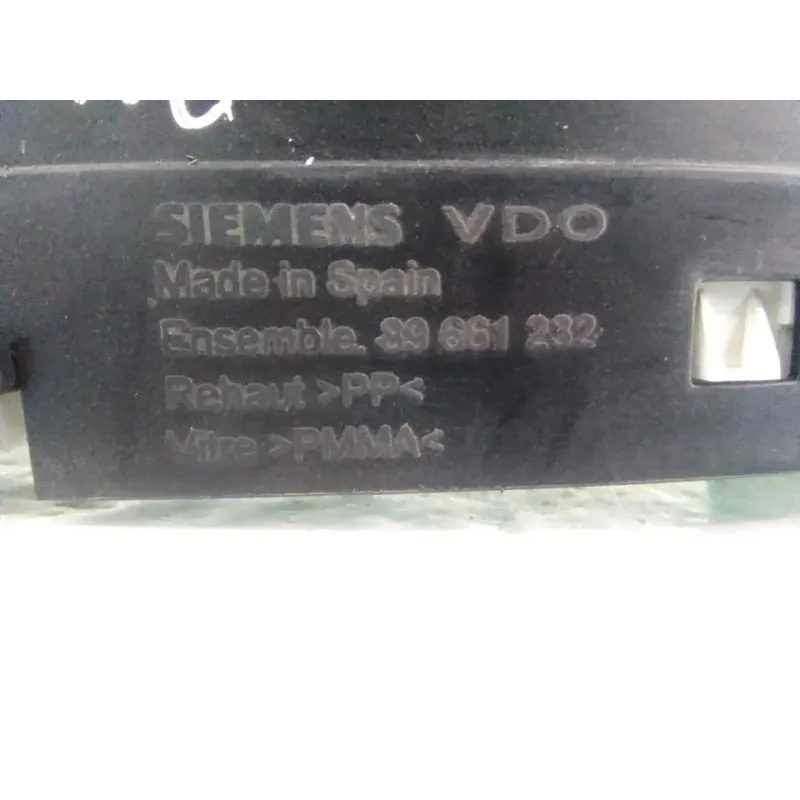 SIEMENS VDO
Made in Spain
Ensemble. 89 661 232
Rehaut >PP<
Vitre >PMMA<